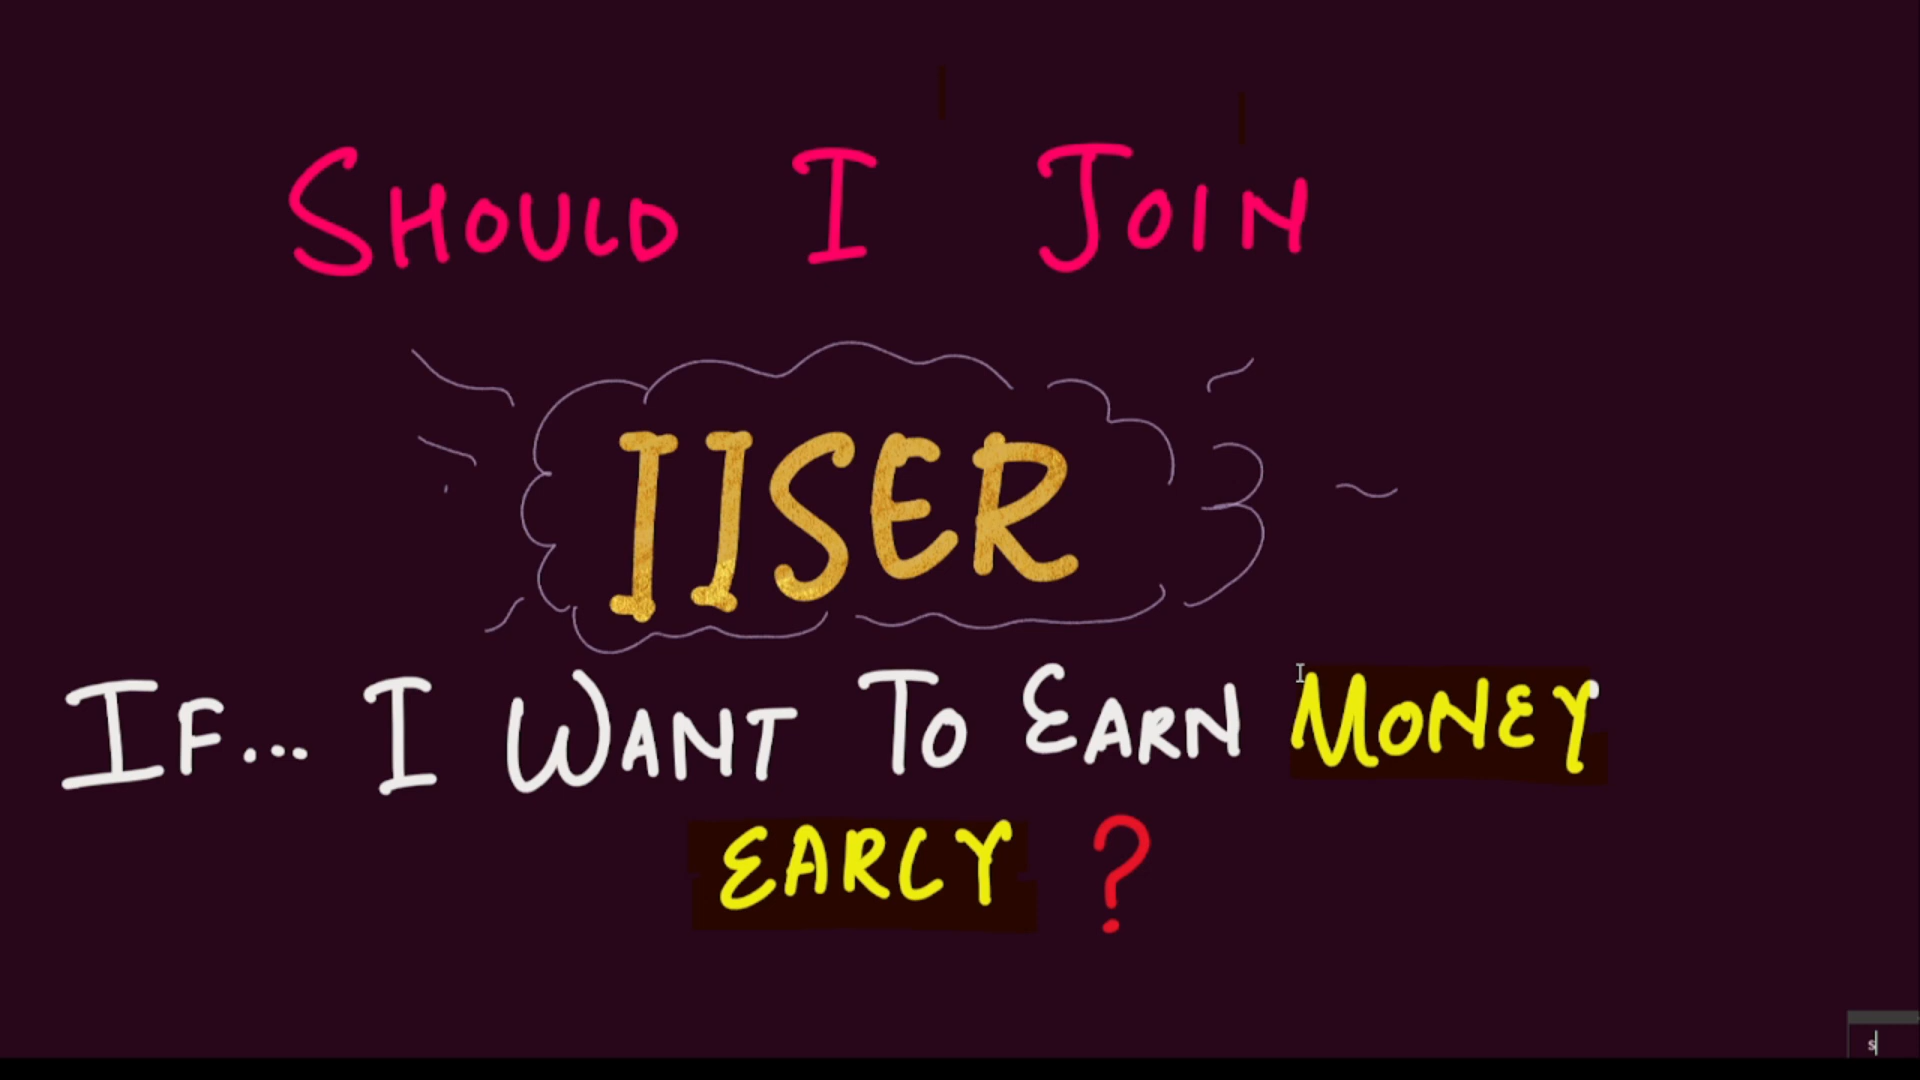 SHOULD I JOIN
IISER
IF... I WANT TO EARN MONEY
EARLY ?
s